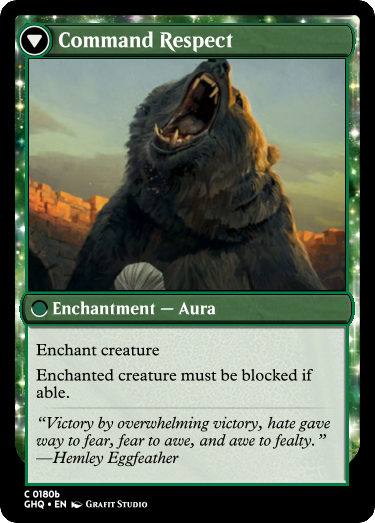 Command Respect
Enchantment — Aura
Enchant creature
Enchanted creature must be blocked if
able.
“Victory by overwhelming victory, hate gave
way to fear, fear to awe, and awe to fealty.”
—Hemley Eggfeather
C 0180b
GHQ • EN Grafit Studio